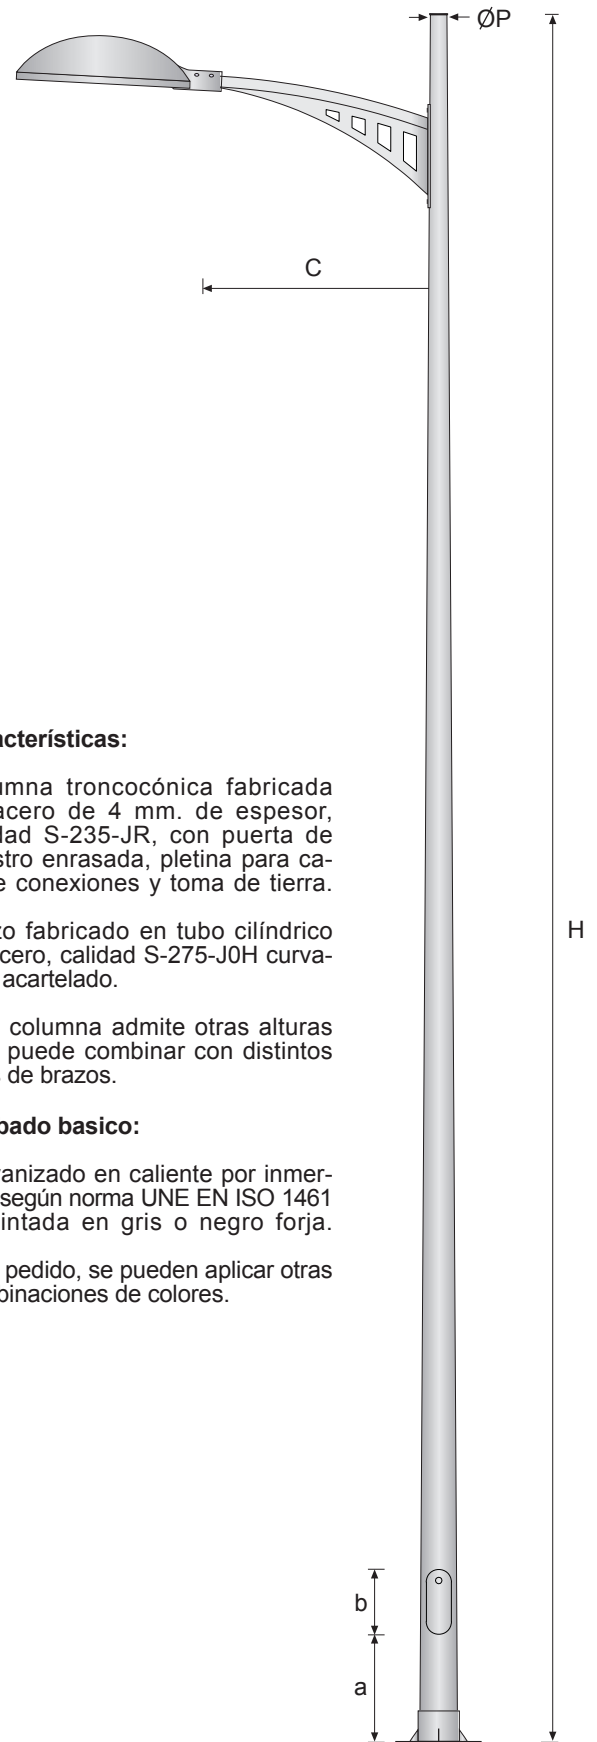 ØP
C
acterísticas:
umna troncocónica fabricada
acero de 4 mm. de espesor,
dad S-235-JR, con puerta de
stro enrasada, pletina para ca-
e conexiones y toma de tierra.
zo fabricado en tubo cilíndrico
cero, calidad S-275-J0H curva-
acartelado.
columna admite otras alturas
puede combinar con distintos
s de brazos.
H
bado basico:
anizado en caliente por inmer-
según norma UNE EN ISO 1461
intada en gris o negro forja.
pedido, se pueden aplicar otras
binaciones de colores.
b
a